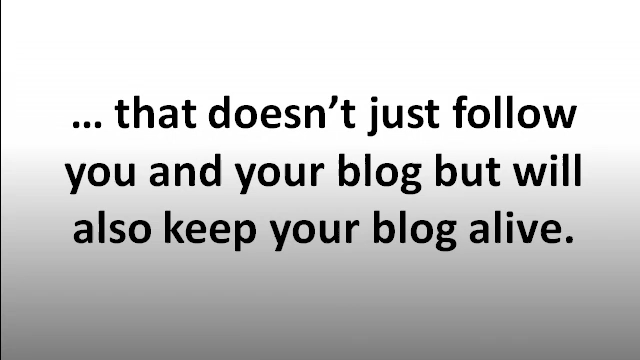 ... that doesn’t just follow
you and your blog but will
also keep your blog alive.